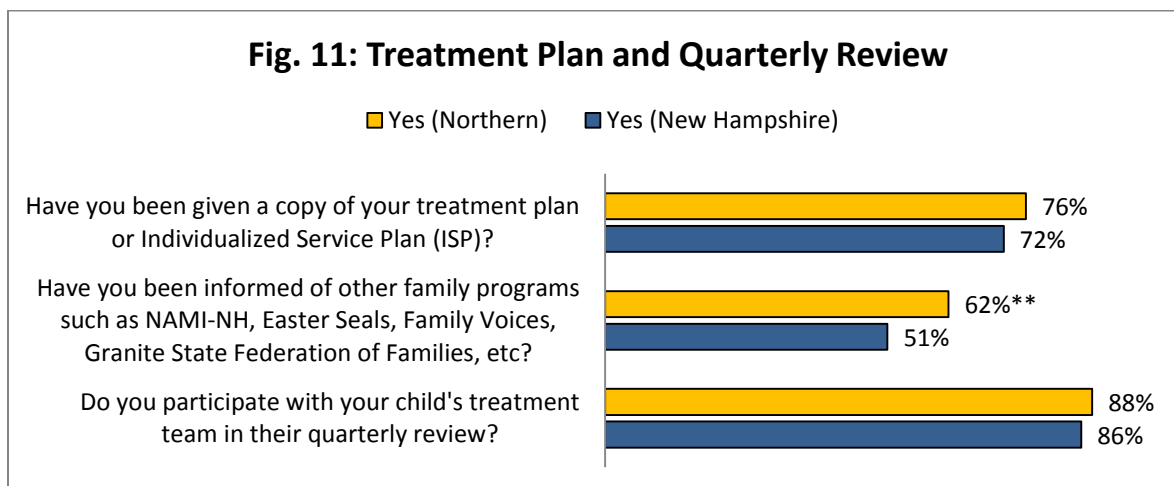 Fig. 11: Treatment Plan and Quarterly Review
Yes (Northern) Yes (New Hampshire)
Have you been given a copy of your treatment plan
or Individualized Service Plan (ISP)?
76%
72%
Have you been informed of other family programs
such as NAMI-NH, Easter Seals, Family Voices,
Granite State Federation of Families, etc?
62%**
51%
Do you participate with your child's treatment
team in their quarterly review?
88%
86%